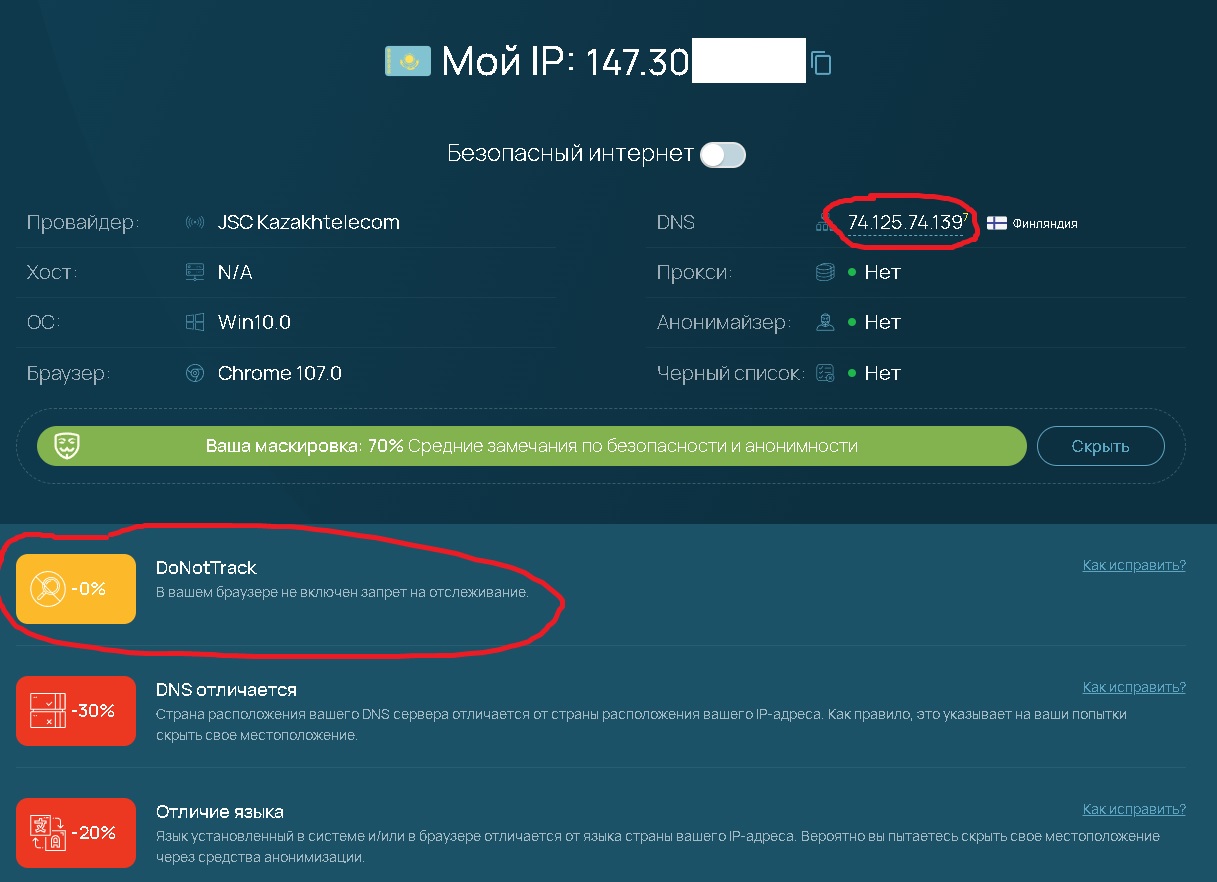 Мой IP: 147.30
Безопасный интернет
Провайдер: JSC Kazakhtelecom
DNS 74.125.74.139⁷ Финляндия
Хост: N/A
Прокси: Нет
ОС: Win10.0
Анонимайзер: Нет
Браузер: Chrome 107.0
Черный список: Нет
Ваша маскировка: 70% Средние замечания по безопасности и анонимности
Скрыть
-0%
DoNotTrack
Как исправить?
В вашем браузере не включен запрет на отслеживание.
-30%
DNS отличается
Как исправить?
Страна расположения вашего DNS сервера отличается от страны расположения вашего IP-адреса. Как правило, это указывает на ваши попытки
скрыть свое местоположение.
-20%
Отличие языка
Как исправить?
Язык установленный в системе и/или в браузере отличается от языка страны вашего IP-адреса. Вероятно вы пытаетесь скрыть свое местоположение
через средства анонимизации.